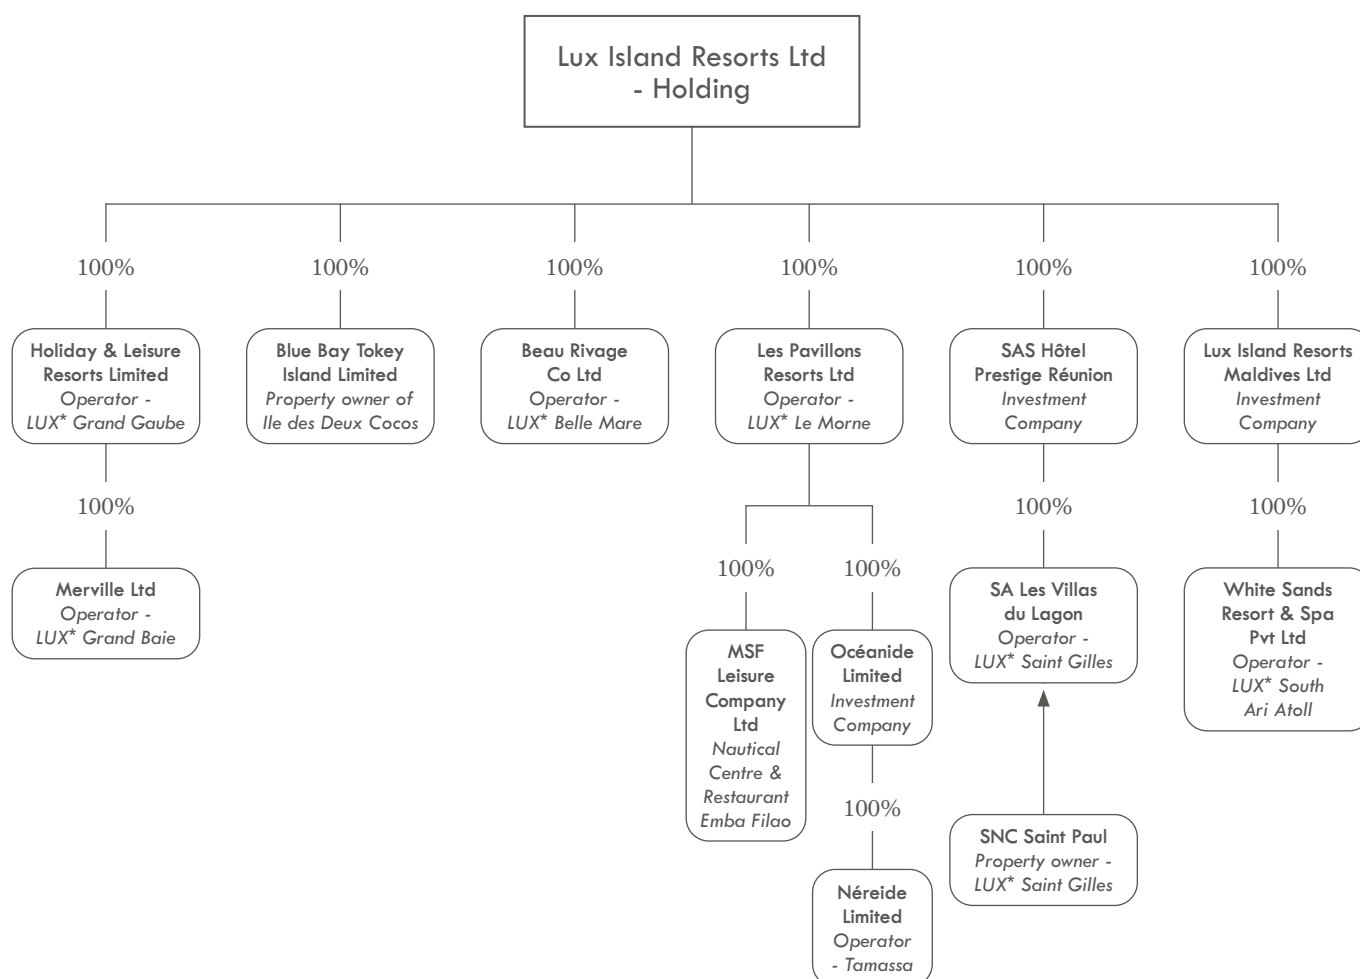 Lux Island Resorts Ltd
- Holding
100%
100%
100%
100%
100%
100%
Holiday & Leisure
Resorts Limited
Operator -
LUX* Grand Gaube
Blue Bay Tokey
Island Limited
Property owner of
Ile des Deux Cocos
Beau Rivage
Co Ltd
Operator -
LUX* Belle Mare
Les Pavillons
Resorts Ltd
Operator -
LUX* Le Morne
SAS Hôtel
Prestige Réunion
Investment
Company
Lux Island Resorts
Maldives Ltd
Investment
Company
100%
100%
100%
Merville Ltd
Operator -
LUX* Grand Baie
100%
100%
MSF
Leisure
Company
Ltd
Nautical
Centre &
Restaurant
Emba Filao
Océanide
Limited
Investment
Company
SA Les Villas
du Lagon
Operator -
LUX* Saint Gilles
White Sands
Resort & Spa
Pvt Ltd
Operator -
LUX* South
Ari Atoll
100%
SNC Saint Paul
Property owner -
LUX* Saint Gilles
Néreide
Limited
Operator
- Tamassa